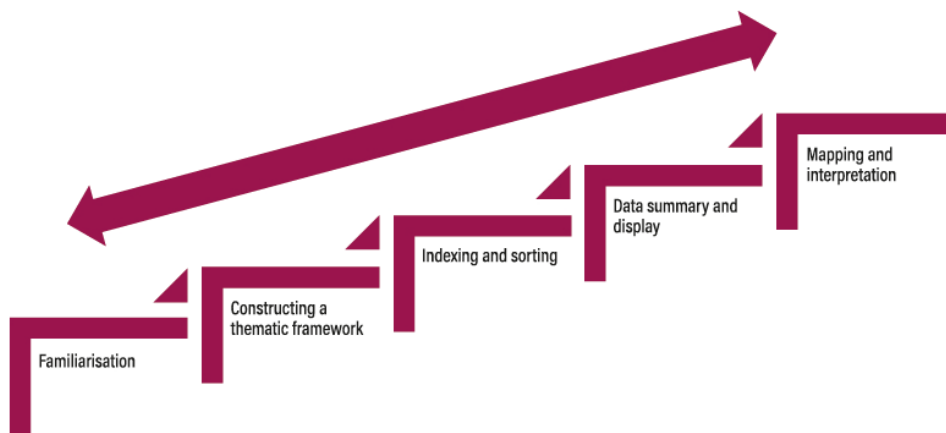 Familiarisation
Constructing a
thematic framework
Indexing and sorting
Data summary and
display
Mapping and
interpretation